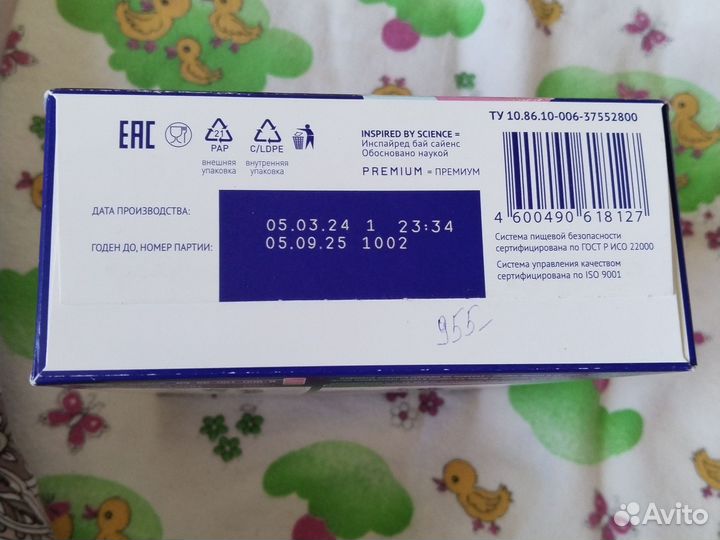 ТУ 10.86.10-006-37552800
EAC
21
PAP
внешняя
упаковка
C/LDPE
внутренняя
упаковка
INSPIRED BY SCIENCE =
Инспайред бай сайенс
Обосновано наукой
PREMIUM = ПРЕМИУМ
4 600490 618127
ДАТА ПРОИЗВОДСТВА:
05.03.24 1 23:34
ГОДЕН ДО, НОМЕР ПАРТИИ:
05.09.25 1002
Система пищевой безопасности
сертифицирована по ГОСТ Р ИСО 22000
Система управления качеством
сертифицирована по ISO 9001
955-
Avito